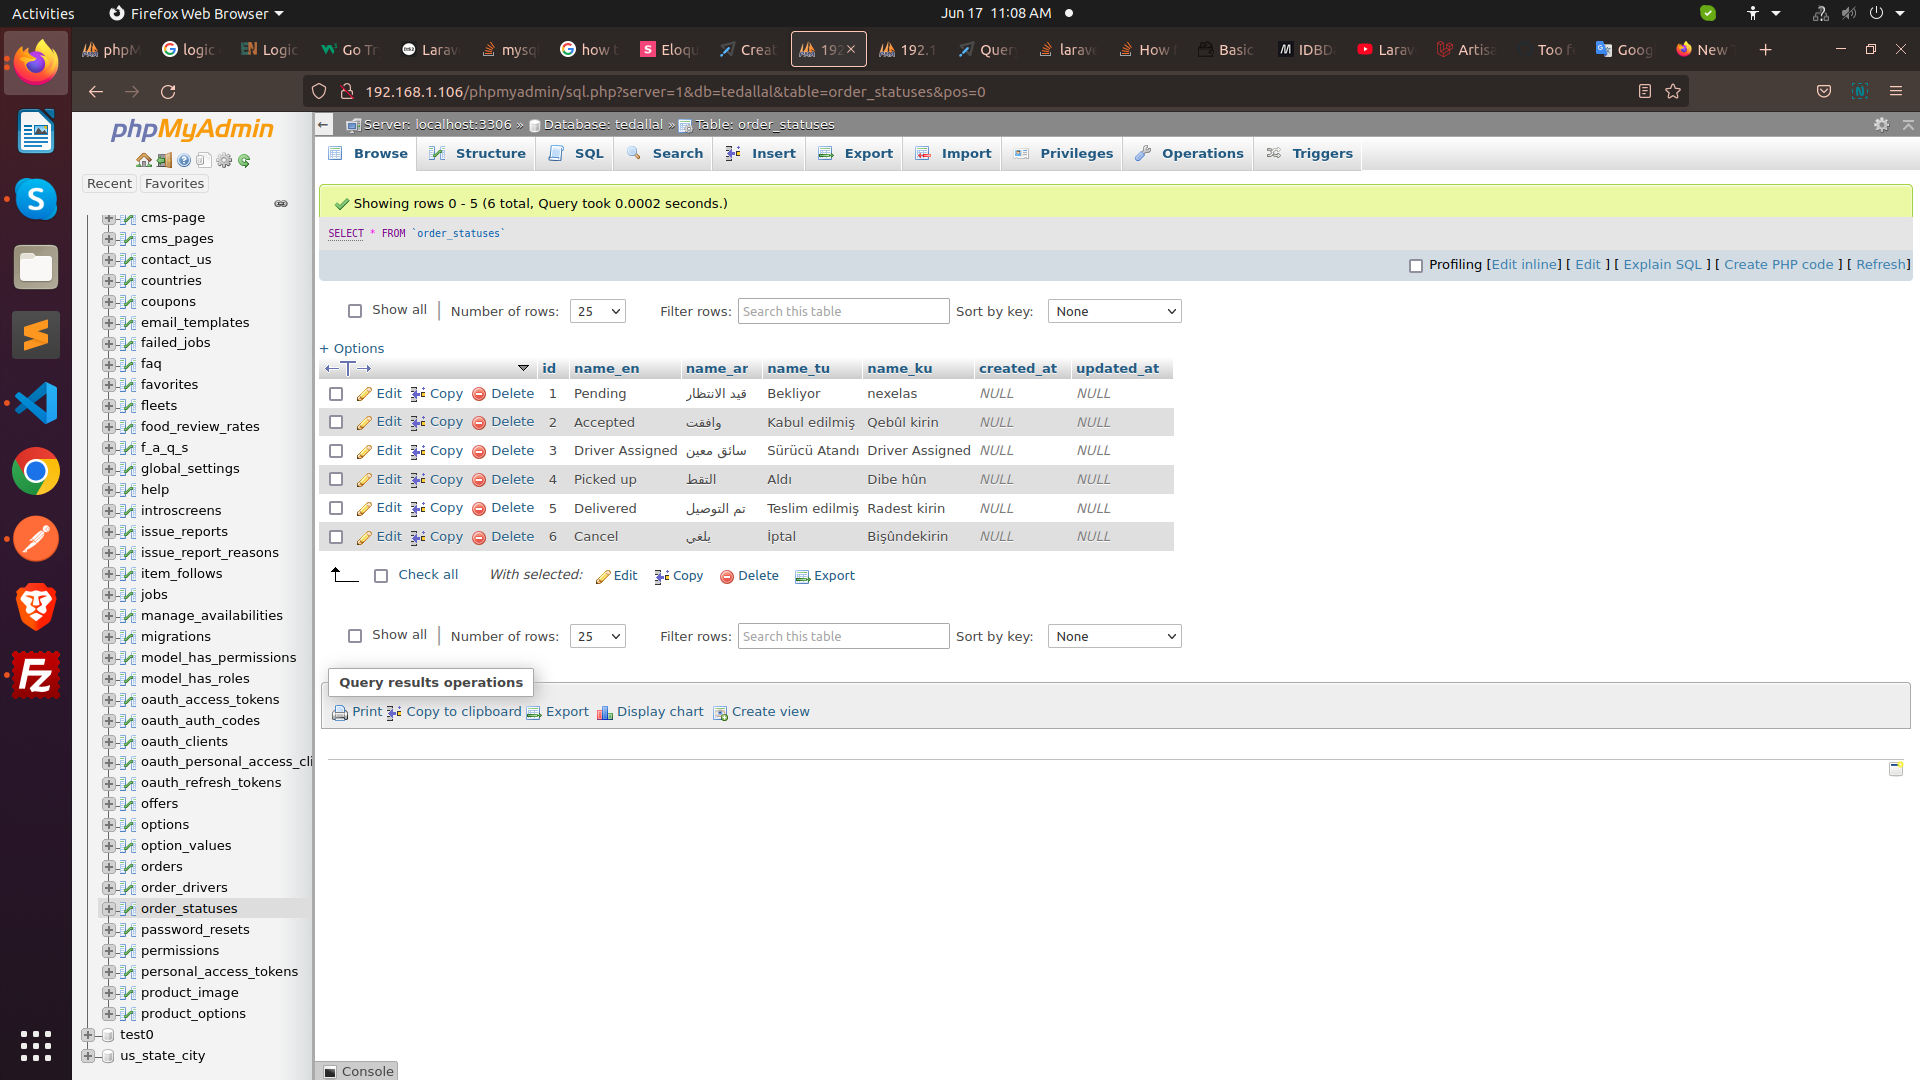 Activities
Firefox Web Browser
Jun 17 11:08 AM
phpM
logic
Logic
Go Tr
Larav
mysq
how t
Eloqu
Creat
192
192.1
Query
larave
How
Basic
IDBD
Larav
Artisa
Too
Goog
New
192.168.1.106/phpmyadmin/sql.php?server=1&db=tedallal&table=order_statuses&pos=0
phpMyAdmin
Recent
Favorites
cms-page
cms_pages
contact_us
countries
coupons
email_templates
failed_jobs
faq
favorites
fleets
food_review_rates
f_a_q_s
global_settings
help
introscreens
issue_reports
issue_report_reasons
item_follows
jobs
manage_availabilities
migrations
model_has_permissions
model_has_roles
oauth_access_tokens
oauth_auth_codes
oauth_clients
oauth_personal_access_cli
oauth_refresh_tokens
offers
options
option_values
orders
order_drivers
order_statuses
password_resets
permissions
personal_access_tokens
product_image
product_options
test0
us_state_city
Server: localhost:3306 » Database: tedallal » Table: order_statuses
Browse Structure SQL Search Insert Export Import Privileges Operations Triggers
Showing rows 0 - 5 (6 total, Query took 0.0002 seconds.)
SELECT * FROM `order_statuses`
Profiling [Edit inline] [ Edit ] [ Explain SQL ] [ Create PHP code ] [ Refresh]
Show all | Number of rows: 25 Filter rows: Search this table Sort by key: None
+ Options
id name_en name_ar name_tu name_ku created_at updated_at
Edit Copy Delete 1 Pending قيد الانتظار Bekliyor nexelas NULL NULL
Edit Copy Delete 2 Accepted وافقت Kabul edilmiş Qebûl kirin NULL NULL
Edit Copy Delete 3 Driver Assigned سائق معين Sürücü Atandı Driver Assigned NULL NULL
Edit Copy Delete 4 Picked up التقط Aldı Dibe hûn NULL NULL
Edit Copy Delete 5 Delivered تم التوصيل Teslim edilmiş Radest kirin NULL NULL
Edit Copy Delete 6 Cancel يلغي İptal Bişûndekirin NULL NULL
Check all With selected: Edit Copy Delete Export
Show all | Number of rows: 25 Filter rows: Search this table Sort by key: None
Query results operations
Print Copy to clipboard Export Display chart Create view
Console